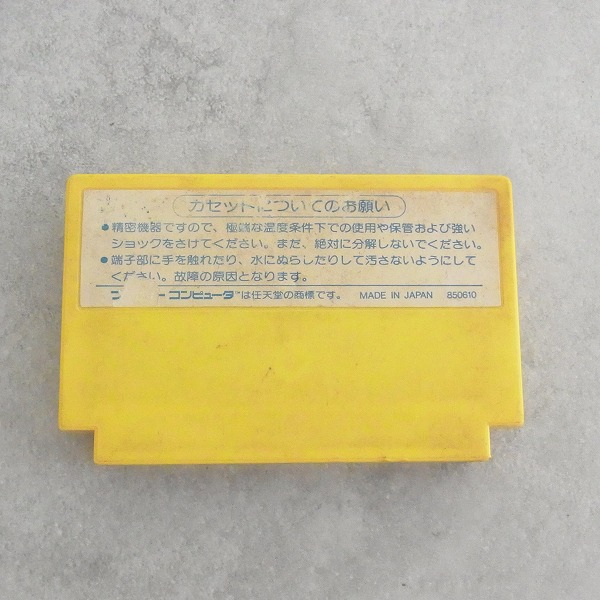 カセットについてのお願い
●精密機器ですので、極端な温度条件下での使用や保管および強い
ショックをさけてください。また、絶対に分解しないでください。
●端子部に手を触れたり、水にぬらしたりして汚さないようにして
ください。故障の原因となります。
コンピュータ™は任天堂の商標です。 MADE IN JAPAN 850610